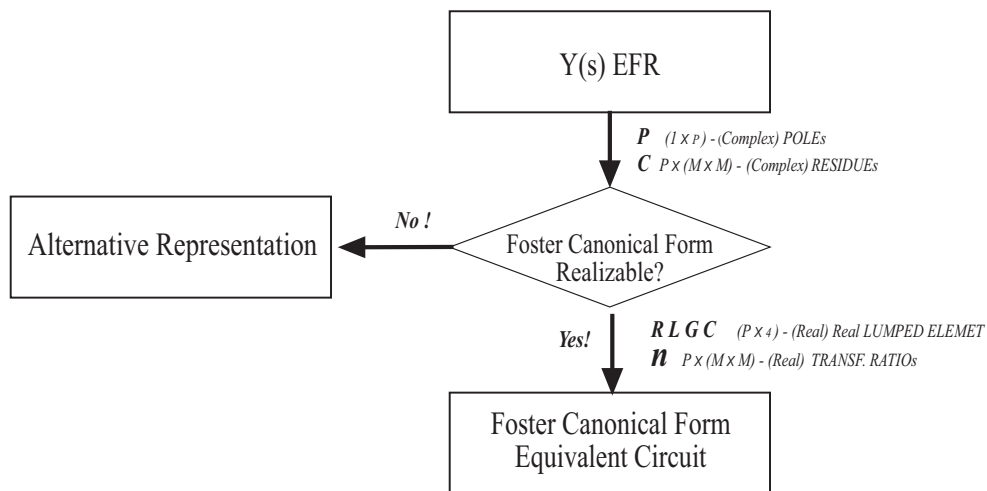 Y(s) EFR
P (1 x P) - (Complex) POLEs
C P x (M x M) - (Complex) RESIDUEs
No !
Alternative Representation
Foster Canonical Form
Realizable?
Yes!
R L G C (P x 4) - (Real) Real LUMPED ELEMET
n P x (M x M) - (Real) TRANSF. RATIOs
Foster Canonical Form
Equivalent Circuit